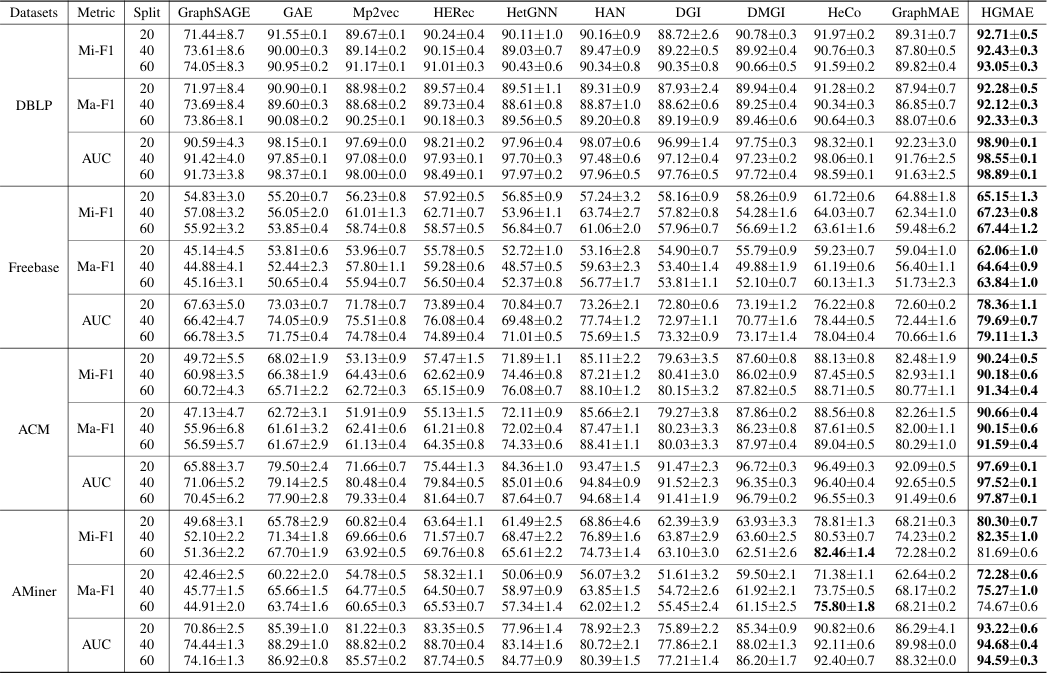 Datasets Metric Split GraphSAGE GAE Mp2vec HERec HetGNN HAN DGI DMGI HeCo GraphMAE HGMAE
20 71.44±8.7 91.55±0.1 89.67±0.1 90.24±0.4 90.11±1.0 90.16±0.9 88.72±2.6 90.78±0.3 91.97±0.2 89.31±0.7 92.71±0.5
Mi-F1 40 73.61±8.6 90.00±0.3 89.14±0.2 90.15±0.4 89.03±0.7 89.47±0.9 89.22±0.5 89.92±0.4 90.76±0.3 87.80±0.5 92.43±0.3
60 74.05±8.3 90.95±0.2 91.17±0.1 91.01±0.3 90.43±0.6 90.34±0.8 90.35±0.8 90.66±0.5 91.59±0.2 89.82±0.4 93.05±0.3
20 71.97±8.4 90.90±0.1 88.98±0.2 89.57±0.4 89.51±1.1 89.31±0.9 87.93±2.4 89.94±0.4 91.28±0.2 87.94±0.7 92.28±0.5
DBLP Ma-F1 40 73.69±8.4 89.60±0.3 88.68±0.2 89.73±0.4 88.61±0.8 88.87±1.0 88.62±0.6 89.25±0.4 90.34±0.3 86.85±0.7 92.12±0.3
60 73.86±8.1 90.08±0.2 90.25±0.1 90.18±0.3 89.56±0.5 89.20±0.8 89.19±0.9 89.46±0.6 90.64±0.3 88.07±0.6 92.33±0.3
20 90.59±4.3 98.15±0.1 97.69±0.0 98.21±0.2 97.96±0.4 98.07±0.6 96.99±1.4 97.75±0.3 98.32±0.1 92.23±3.0 98.90±0.1
AUC 40 91.42±4.0 97.85±0.1 97.08±0.0 97.93±0.1 97.70±0.3 97.48±0.6 97.12±0.4 97.23±0.2 98.06±0.1 91.76±2.5 98.55±0.1
60 91.73±3.8 98.37±0.1 98.00±0.0 98.49±0.1 97.97±0.2 97.96±0.5 97.76±0.5 97.72±0.4 98.59±0.1 91.63±2.5 98.89±0.1
20 54.83±3.0 55.20±0.7 56.23±0.8 57.92±0.5 56.85±0.9 57.24±3.2 58.16±0.9 58.26±0.9 61.72±0.6 64.88±1.8 65.15±1.3
Mi-F1 40 57.08±3.2 56.05±2.0 61.01±1.3 62.71±0.7 53.96±1.1 63.74±2.7 57.82±0.8 54.28±1.6 64.03±0.7 62.34±1.0 67.23±0.8
60 55.92±3.2 53.85±0.4 58.74±0.8 58.57±0.5 56.84±0.7 61.06±2.0 57.96±0.7 56.69±1.2 63.61±1.6 59.48±6.2 67.44±1.2
20 45.14±4.5 53.81±0.6 53.96±0.7 55.78±0.5 52.72±1.0 53.16±2.8 54.90±0.7 55.79±0.9 59.23±0.7 59.04±1.0 62.06±1.0
Freebase Ma-F1 40 44.88±4.1 52.44±2.3 57.80±1.1 59.28±0.6 48.57±0.5 59.63±2.3 53.40±1.4 49.88±1.9 61.19±0.6 56.40±1.1 64.64±0.9
60 45.16±3.1 50.65±0.4 55.94±0.7 56.50±0.4 52.37±0.8 56.77±1.7 53.81±1.1 52.10±0.7 60.13±1.3 51.73±2.3 63.84±1.0
20 67.63±5.0 73.03±0.7 71.78±0.7 73.89±0.4 70.84±0.7 73.26±2.1 72.80±0.6 73.19±1.2 76.22±0.8 72.60±0.2 78.36±1.1
AUC 40 66.42±4.7 74.05±0.9 75.51±0.8 76.08±0.4 69.48±0.2 77.74±1.2 72.97±1.1 70.77±1.6 78.44±0.5 72.44±1.6 79.69±0.7
60 66.78±3.5 71.75±0.4 74.78±0.4 74.89±0.4 71.01±0.5 75.69±1.5 73.32±0.9 73.17±1.4 78.04±0.4 70.66±1.6 79.11±1.3
20 49.72±5.5 68.02±1.9 53.13±0.9 57.47±1.5 71.89±1.1 85.11±2.2 79.63±3.5 87.60±0.8 88.13±0.8 82.48±1.9 90.24±0.5
Mi-F1 40 60.98±3.5 66.38±1.9 64.43±0.6 62.62±0.9 74.46±0.8 87.21±1.2 80.41±3.0 86.02±0.9 87.45±0.5 82.93±1.1 90.18±0.6
60 60.72±4.3 65.71±2.2 62.72±0.3 65.15±0.9 76.08±0.7 88.10±1.2 80.15±3.2 87.82±0.5 88.71±0.5 80.77±1.1 91.34±0.4
20 47.13±4.7 62.72±3.1 51.91±0.9 55.13±1.5 72.11±0.9 85.66±2.1 79.27±3.8 87.86±0.2 88.56±0.8 82.26±1.5 90.66±0.4
ACM Ma-F1 40 55.96±6.8 61.61±3.2 62.41±0.6 61.21±0.8 72.02±0.4 87.47±1.1 80.23±3.3 86.23±0.8 87.61±0.5 82.00±1.1 90.15±0.6
60 56.59±5.7 61.67±2.9 61.13±0.4 64.35±0.8 74.33±0.6 88.41±1.1 80.03±3.3 87.97±0.4 89.04±0.5 80.29±1.0 91.59±0.4
20 65.88±3.7 79.50±2.4 71.66±0.7 75.44±1.3 84.36±1.0 93.47±1.5 91.47±2.3 96.72±0.3 96.49±0.3 92.09±0.5 97.69±0.1
AUC 40 71.06±5.2 79.14±2.5 80.48±0.4 79.84±0.5 85.01±0.6 94.84±0.9 91.52±2.3 96.35±0.3 96.40±0.4 92.65±0.5 97.52±0.1
60 70.45±6.2 77.90±2.8 79.33±0.4 81.64±0.7 87.64±0.7 94.68±1.4 91.41±1.9 96.79±0.2 96.55±0.3 91.49±0.6 97.87±0.1
20 49.68±3.1 65.78±2.9 60.82±0.4 63.64±1.1 61.49±2.5 68.86±4.6 62.39±3.9 63.93±3.3 78.81±1.3 68.21±0.3 80.30±0.7
Mi-F1 40 52.10±2.2 71.34±1.8 69.66±0.6 71.57±0.7 68.47±2.2 76.89±1.6 63.87±2.9 63.60±2.5 80.53±0.7 74.23±0.2 82.35±1.0
60 51.36±2.2 67.70±1.9 63.92±0.5 69.76±0.8 65.61±2.2 74.73±1.4 63.10±3.0 62.51±2.6 82.46±1.4 72.28±0.2 81.69±0.6
20 42.46±2.5 60.22±2.0 54.78±0.5 58.32±1.1 50.06±0.9 56.07±3.2 51.61±3.2 59.50±2.1 71.38±1.1 62.64±0.2 72.28±0.6
AMiner Ma-F1 40 45.77±1.5 65.66±1.5 64.77±0.5 64.50±0.7 58.97±0.9 63.85±1.5 54.72±2.6 61.92±2.1 73.75±0.5 68.17±0.2 75.27±1.0
60 44.91±2.0 63.74±1.6 60.65±0.3 65.53±0.7 57.34±1.4 62.02±1.2 55.45±2.4 61.15±2.5 75.80±1.8 68.21±0.2 74.67±0.6
20 70.86±2.5 85.39±1.0 81.22±0.3 83.35±0.5 77.96±1.4 78.92±2.3 75.89±2.2 85.34±0.9 90.82±0.6 86.29±4.1 93.22±0.6
AUC 40 74.44±1.3 88.29±1.0 88.82±0.2 88.70±0.4 83.14±1.6 80.72±2.1 77.86±2.1 88.02±1.3 92.11±0.6 89.98±0.0 94.68±0.4
60 74.16±1.3 86.92±0.8 85.57±0.2 87.74±0.5 84.77±0.9 80.39±1.5 77.21±1.4 86.20±1.7 92.40±0.7 88.32±0.0 94.59±0.3